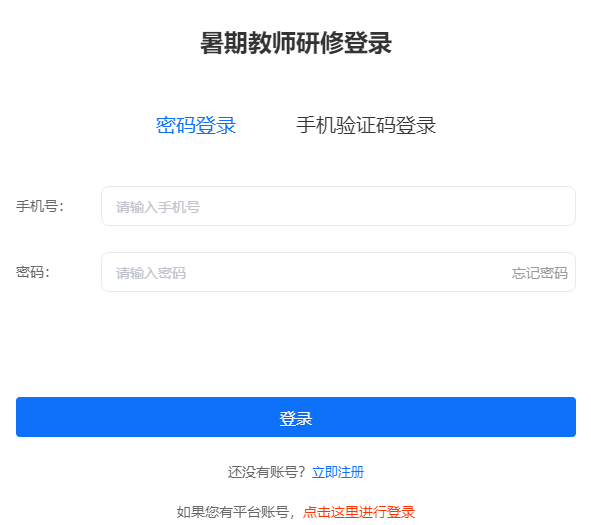 暑期教师研修登录
密码登录 手机验证码登录
手机号: 请输入手机号
密码: 请输入密码 忘记密码
登录
还没有账号? 立即注册
如果您有平台账号，点击这里进行登录